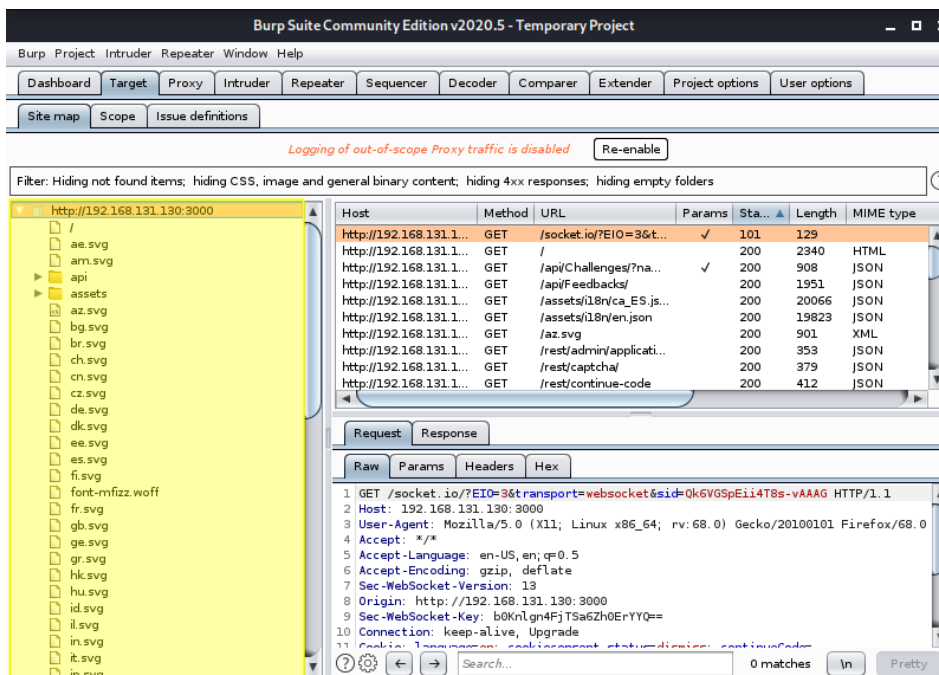 Burp Suite Community Edition v2020.5 - Temporary Project
Burp Project Intruder Repeater Window Help
Dashboard Target Proxy Intruder Repeater Sequencer Decoder Comparer Extender Project options User options
Site map Scope Issue definitions
Logging of out-of-scope Proxy traffic is disabled Re-enable
Filter: Hiding not found items; hiding CSS, image and general binary content; hiding 4xx responses; hiding empty folders
http://192.168.131.130:3000
/
ae.svg
am.svg
api
assets
az.svg
bg.svg
br.svg
ch.svg
cn.svg
cz.svg
de.svg
dk.svg
ee.svg
es.svg
fi.svg
font-mfizz.woff
fr.svg
gb.svg
ge.svg
gr.svg
hk.svg
hu.svg
id.svg
il.svg
in.svg
it.svg
Host Method URL Params Sta... Length MIME type
http://192.168.131.1... GET /socket.io/?EIO=3&t... ✓ 101 129
http://192.168.131.1... GET / 200 2340 HTML
http://192.168.131.1... GET /api/Challenges/?na... ✓ 200 908 JSON
http://192.168.131.1... GET /api/Feedbacks/ 200 1951 JSON
http://192.168.131.1... GET /assets/i18n/ca_ES.js... 200 20066 JSON
http://192.168.131.1... GET /assets/i18n/en.json 200 19823 JSON
http://192.168.131.1... GET /az.svg 200 901 XML
http://192.168.131.1... GET /rest/admin/applicati... 200 353 JSON
http://192.168.131.1... GET /rest/captcha/ 200 379 JSON
http://192.168.131.1... GET /rest/continue-code 200 412 JSON
Request Response
Raw Params Headers Hex
1 GET /socket.io/?EIO=3&transport=websocket&sid=Qk6VGSpEii4T8s-vAAAG HTTP/1.1
2 Host: 192.168.131.130:3000
3 User-Agent: Mozilla/5.0 (X11; Linux x86_64; rv:68.0) Gecko/20100101 Firefox/68.0
4 Accept: */*
5 Accept-Language: en-US,en;q=0.5
6 Accept-Encoding: gzip, deflate
7 Sec-WebSocket-Version: 13
8 Origin: http://192.168.131.130:3000
9 Sec-WebSocket-Key: b0Knlgn4FjTSa6Zh0ErYYQ==
10 Connection: keep-alive, Upgrade
11 Cookie: language=en; cookieconsent_status=dismiss; continueCode=
Search... 0 matches \n Pretty